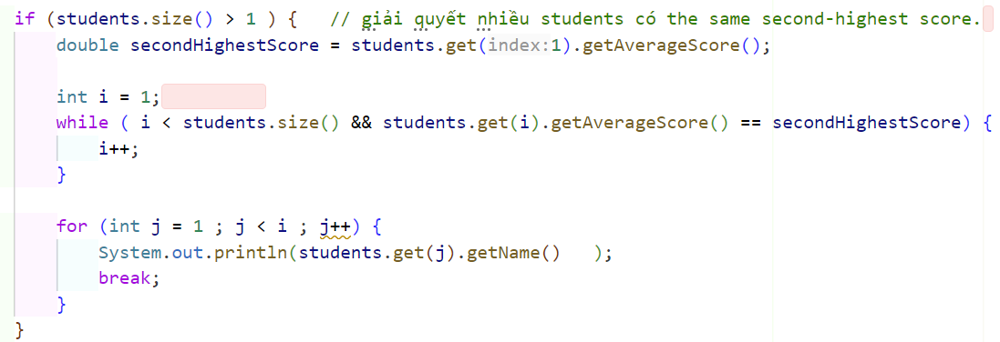 if (students.size() > 1 ) {   // giải quyết nhiều students có the same second-highest score.
    double secondHighestScore = students.get(index:1).getAverageScore();
    int i = 1;
    while ( i < students.size() && students.get(i).getAverageScore() == secondHighestScore) {
        i++;
    }
    for (int j = 1 ; j < i ; j++) {
        System.out.println(students.get(j).getName()   );
        break;
    }
}